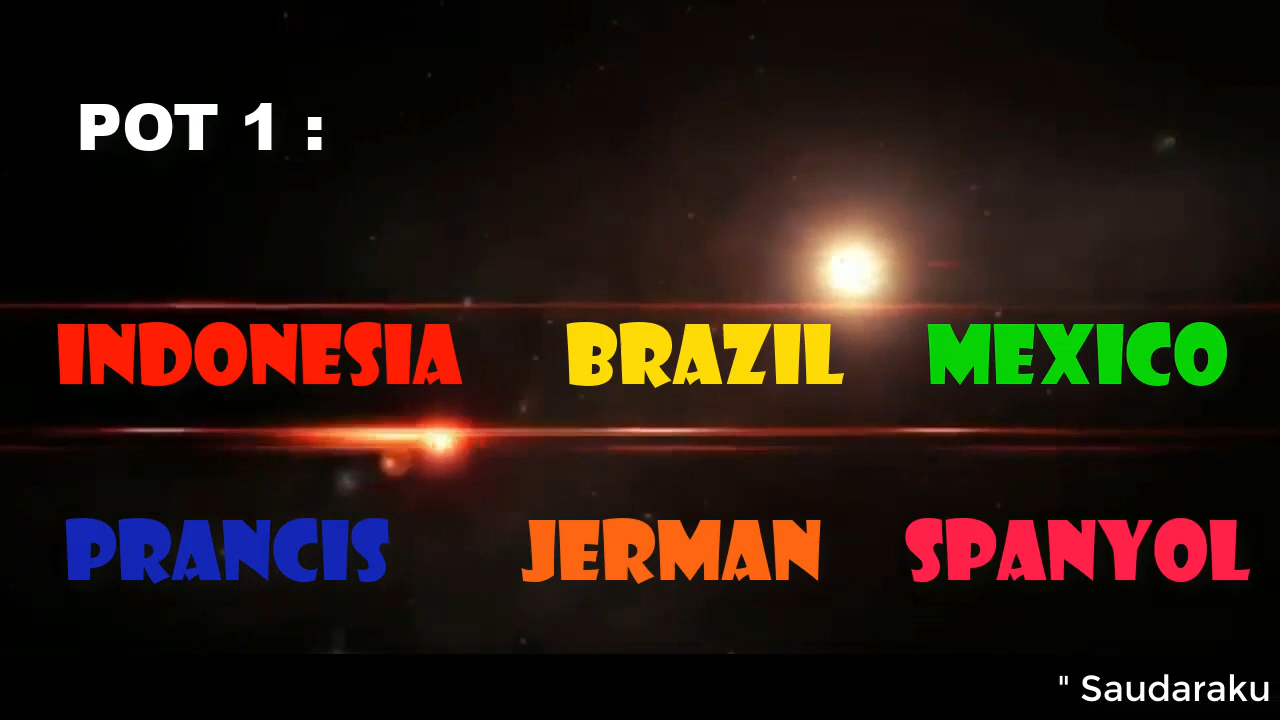 POT 1 :
INDONESIA BRAZIL MEXICO
PRANCIS JERMAN SPANYOL
" Saudaraku